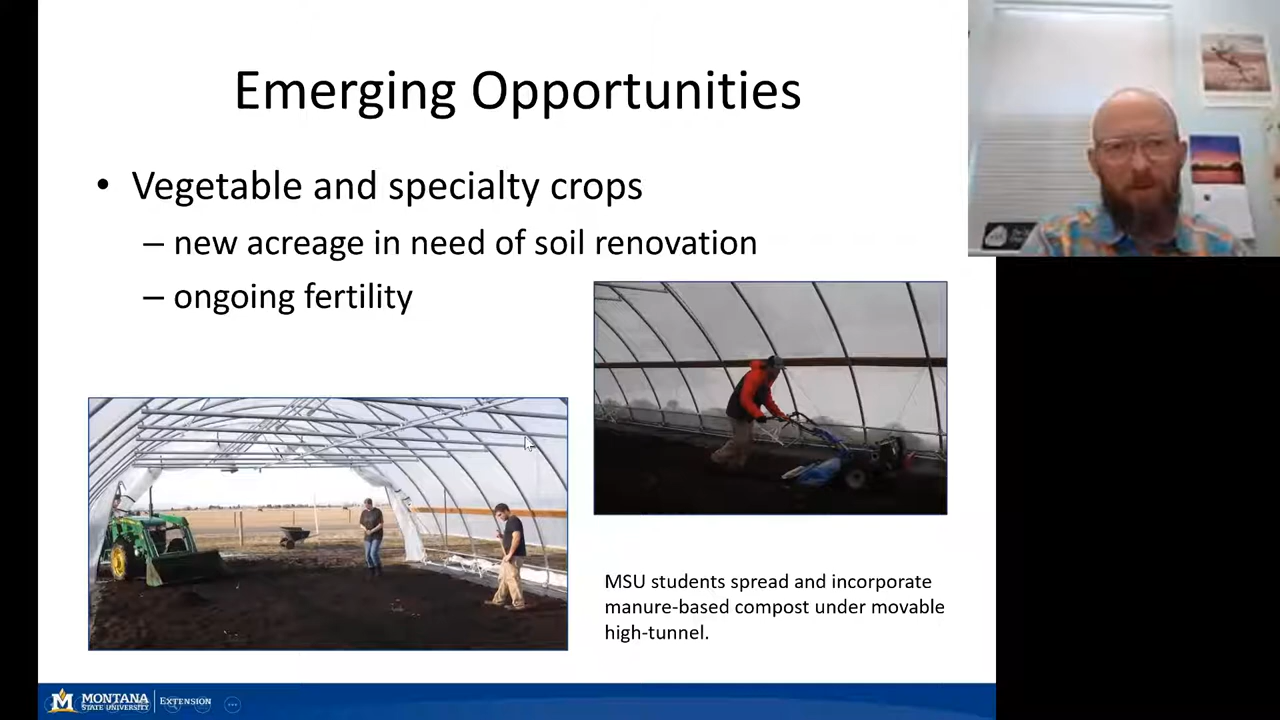 Emerging Opportunities
• Vegetable and specialty crops
– new acreage in need of soil renovation
– ongoing fertility
MSU students spread and incorporate
manure-based compost under movable
high-tunnel.
M MONTANA
STATE UNIVERSITY
EXTENSION